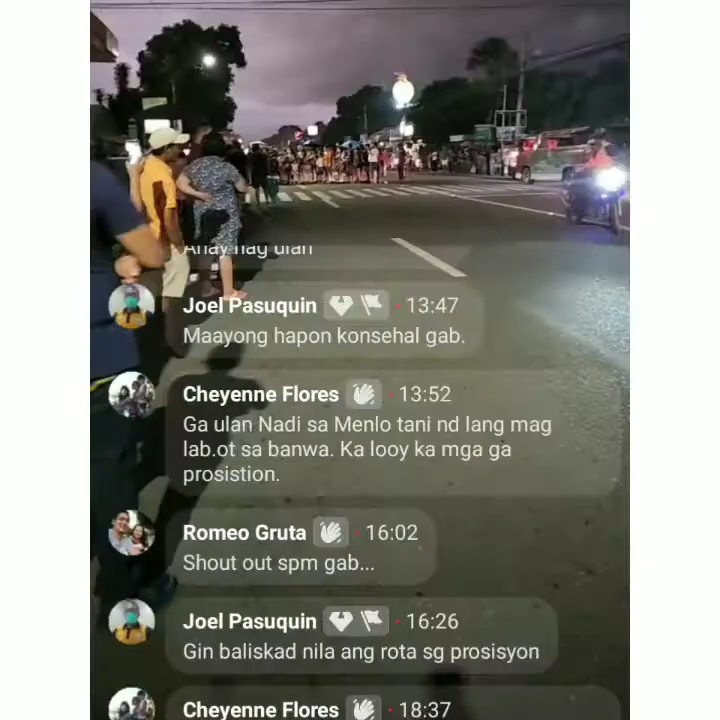 Joel Pasuquin 13:47
Maayong hapon konsehal gab.
Cheyenne Flores 13:52
Ga ulan Nadi sa Menlo tani nd lang mag
lab.ot sa banwa. Ka looy ka mga ga
prosistion.
Romeo Gruta 16:02
Shout out spm gab...
Joel Pasuquin 16:26
Gin baliskad nila ang rota sg prosisyon
Cheyenne Flores 18:37